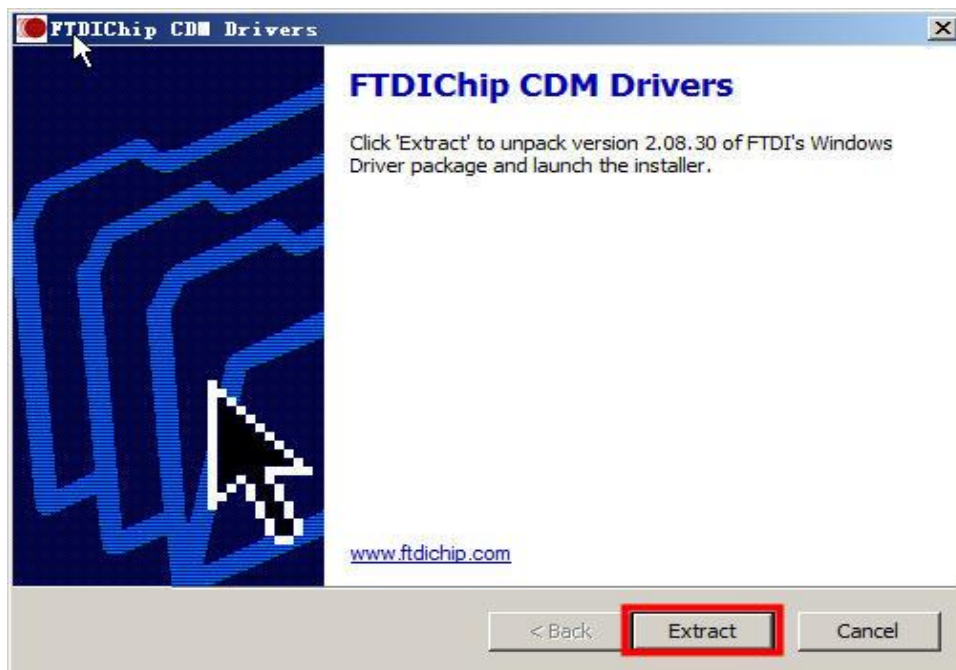 FTDIChip CDM Drivers
FTDIChip CDM Drivers
Click 'Extract' to unpack version 2.08.30 of FTDI's Windows
Driver package and launch the installer.
www.ftdichip.com
< Back
Extract
Cancel